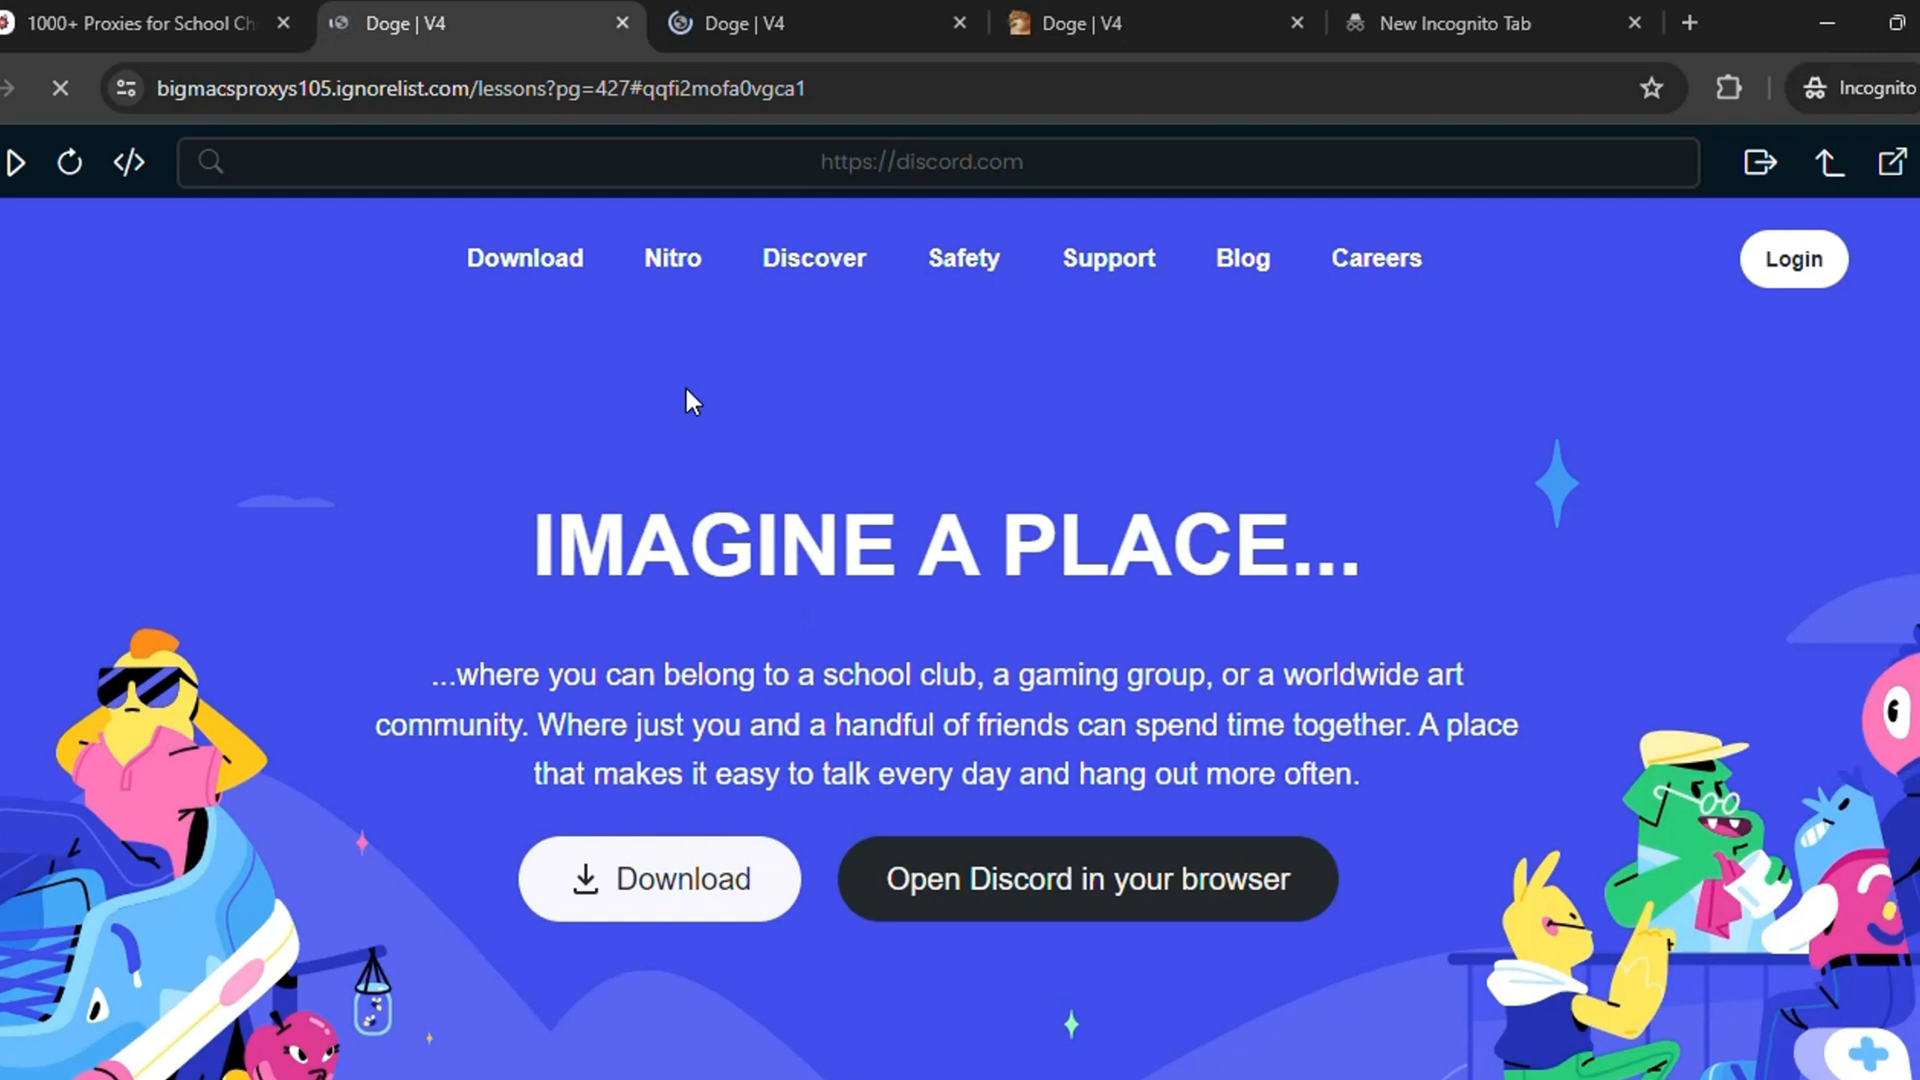 1000+ Proxies for School Ch
Doge | V4
Doge | V4
Doge | V4
New Incognito Tab
bigmacsproxys105.ignorelist.com/lessons?pg=427#qqfi2mofa0vgca1
Incognito
https://discord.com
Download Nitro Discover Safety Support Blog Careers
Login
IMAGINE A PLACE...
...where you can belong to a school club, a gaming group, or a worldwide art
community. Where just you and a handful of friends can spend time together. A place
that makes it easy to talk every day and hang out more often.
Download
Open Discord in your browser